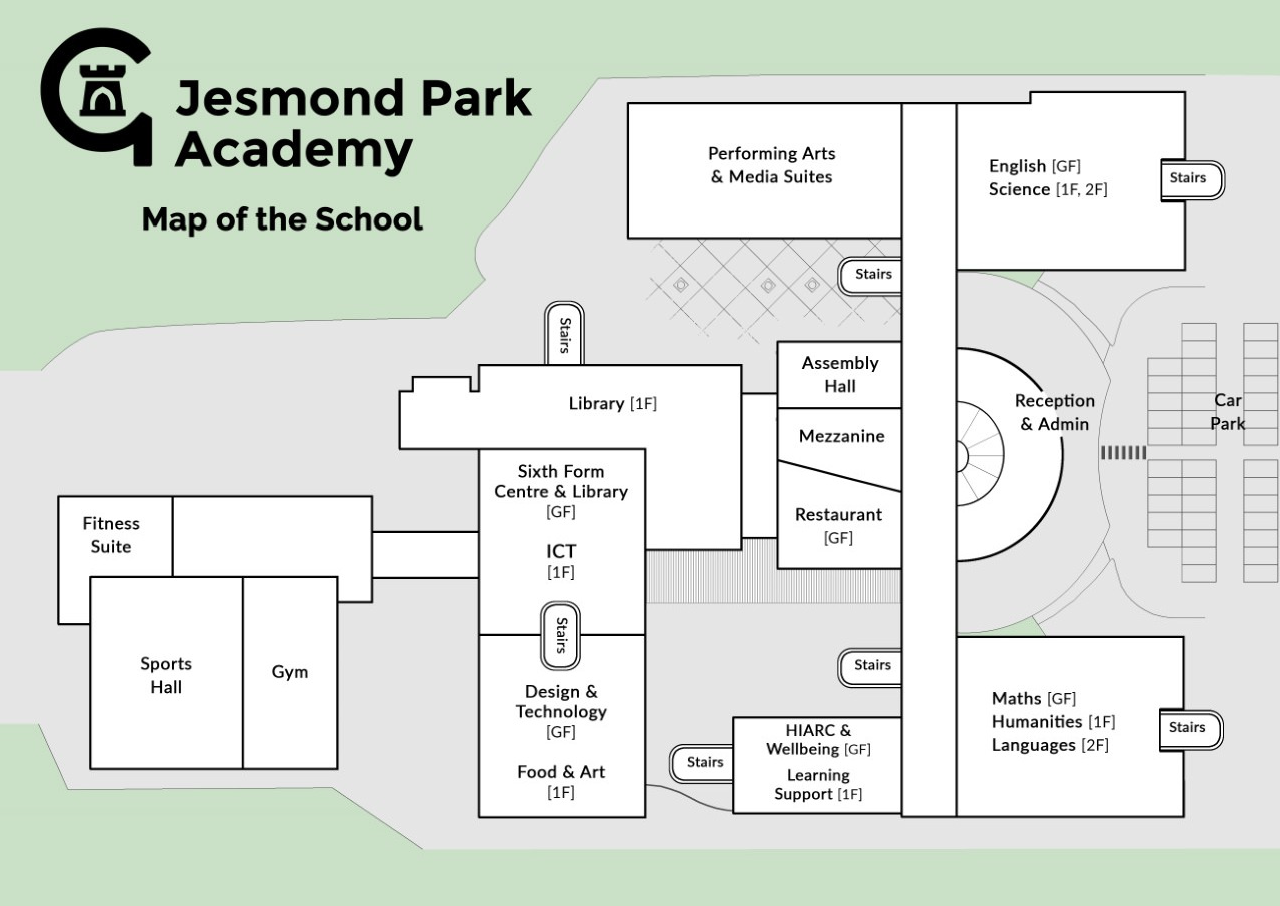 Jesmond Park
Academy
Map of the School
Performing Arts
& Media Suites
English [GF]
Science [1F, 2F]
Stairs
Stairs
Stairs
Assembly
Hall
Library [1F]
Mezzanine
Reception
& Admin
Car
Park
Sixth Form
Centre & Library
[GF]
ICT
[1F]
Restaurant
[GF]
Fitness
Suite
Stairs
Sports
Hall
Gym
Stairs
Design &
Technology
[GF]
Food & Art
[1F]
Maths [GF]
Humanities [1F]
Languages [2F]
Stairs
HIARC &
Wellbeing [GF]
Learning
Support [1F]
Stairs